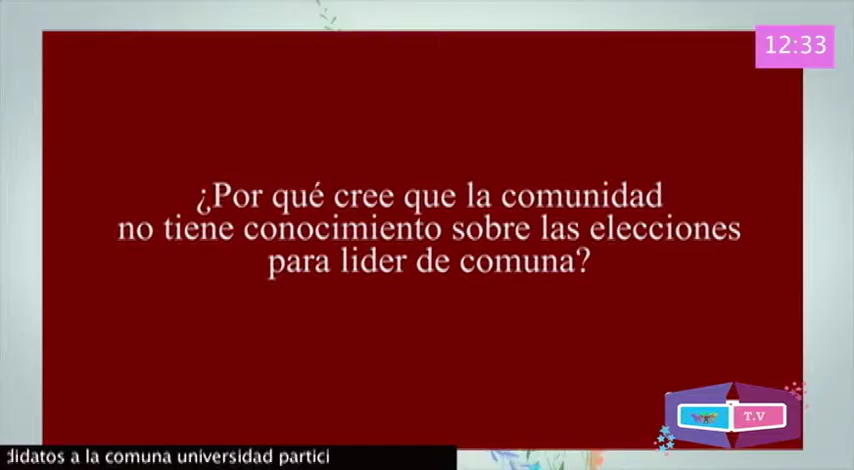 12:33
¿Por qué cree que la comunidad
no tiene conocimiento sobre las elecciones
para lider de comuna?
T.V
didatos a la comuna universidad partici